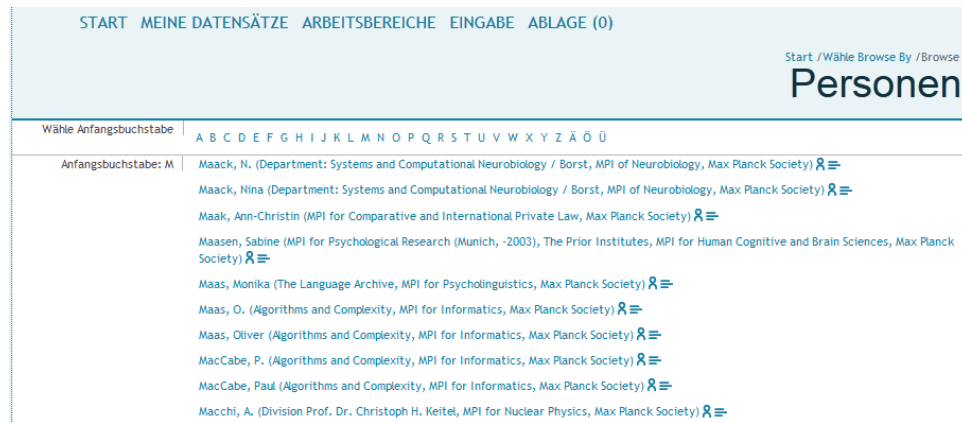 START MEINE DATENSÄTZE ARBEITSBEREICHE EINGABE ABLAGE (0)
Start /Wähle Browse By /Browse
Personen
Wähle Anfangsbuchstabe A B C D E F G H I J K L M N O P Q R S T U V W X Y Z Ä Ö Ü
Anfangsbuchstabe: M Maack, N. (Department: Systems and Computational Neurobiology / Borst, MPI of Neurobiology, Max Planck Society)
Maack, Nina (Department: Systems and Computational Neurobiology / Borst, MPI of Neurobiology, Max Planck Society)
Maak, Ann-Christin (MPI for Comparative and International Private Law, Max Planck Society)
Maasen, Sabine (MPI for Psychological Research (Munich, -2003), The Prior Institutes, MPI for Human Cognitive and Brain Sciences, Max Planck
Society)
Maas, Monika (The Language Archive, MPI for Psycholinguistics, Max Planck Society)
Maas, O. (Algorithms and Complexity, MPI for Informatics, Max Planck Society)
Maas, Oliver (Algorithms and Complexity, MPI for Informatics, Max Planck Society)
MacCabe, P. (Algorithms and Complexity, MPI for Informatics, Max Planck Society)
MacCabe, Paul (Algorithms and Complexity, MPI for Informatics, Max Planck Society)
Macchi, A. (Division Prof. Dr. Christoph H. Keitel, MPI for Nuclear Physics, Max Planck Society)